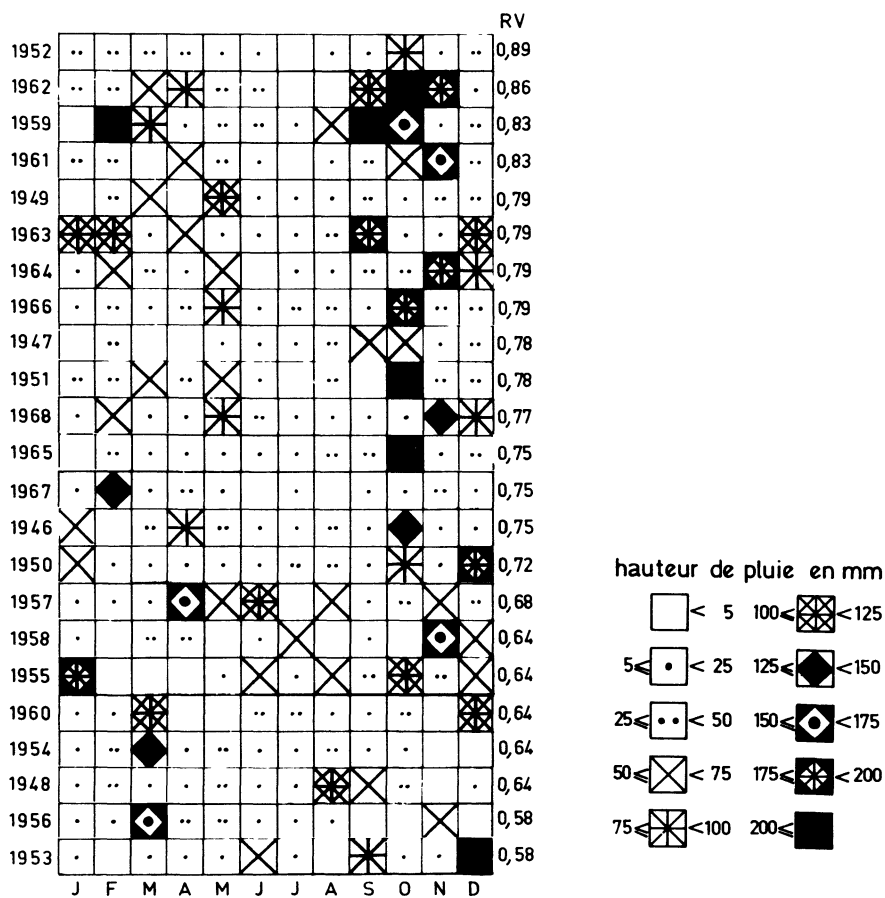 RV
1952 0,89
1962 0,86
1959 0,83
1961 0,83
1949 0,79
1963 0,79
1964 0,79
1966 0,79
1947 0,78
1951 0,78
1968 0,77
1965 0,75
1967 0,75
1946 0,75
1950 0,72
1957 0,68
1958 0,64
1955 0,64
1960 0,64
1954 0,64
1948 0,64
1956 0,58
1953 0,58
J F M A M J J A S O N D
hauteur de pluie en mm
< 5 100⩽ <125
5⩽ < 25 125⩽ <150
25⩽ < 50 150⩽ <175
50⩽ < 75 175⩽ < 200
75⩽ <100 200⩽